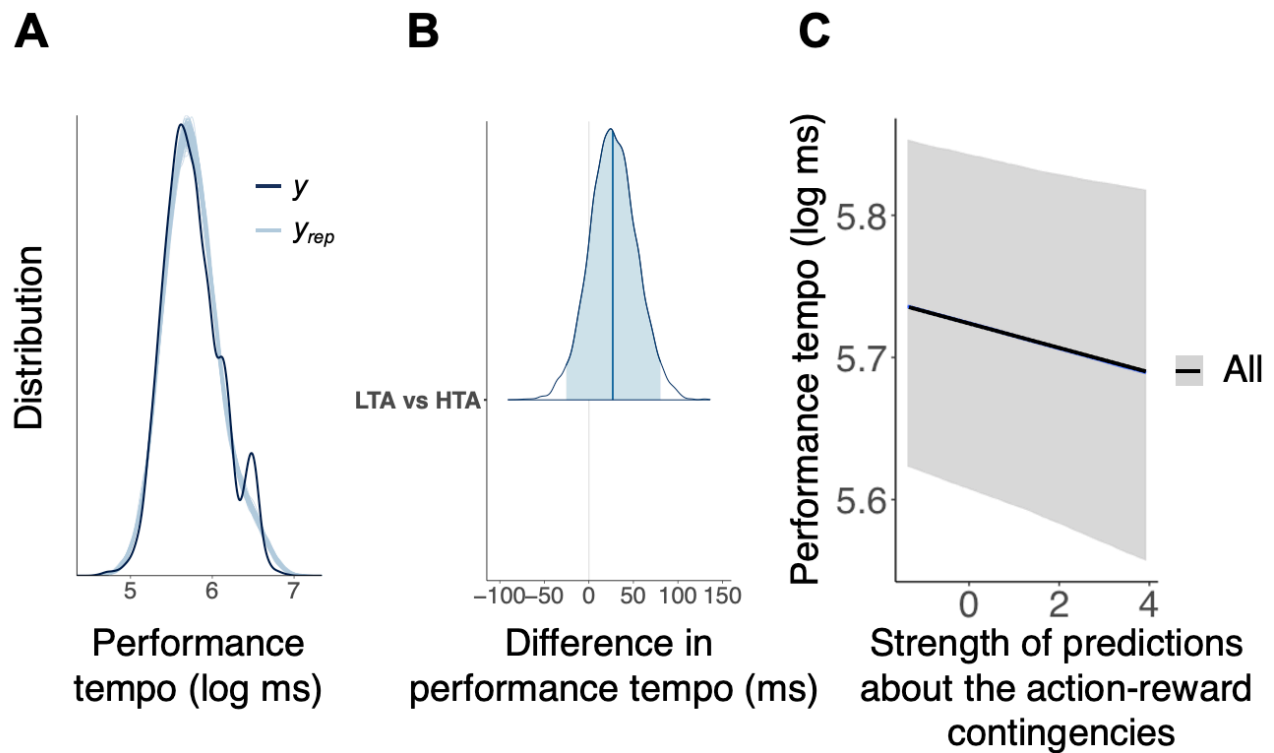 A
Distribution
y
y_rep
5 6 7
Performance
tempo (log ms)
B
LTA vs HTA
−100 −50 0 50 100 150
Difference in
performance tempo (ms)
C
Performance tempo (log ms)
5.8
5.7
5.6
All
0 2 4
Strength of predictions
about the action-reward
contingencies